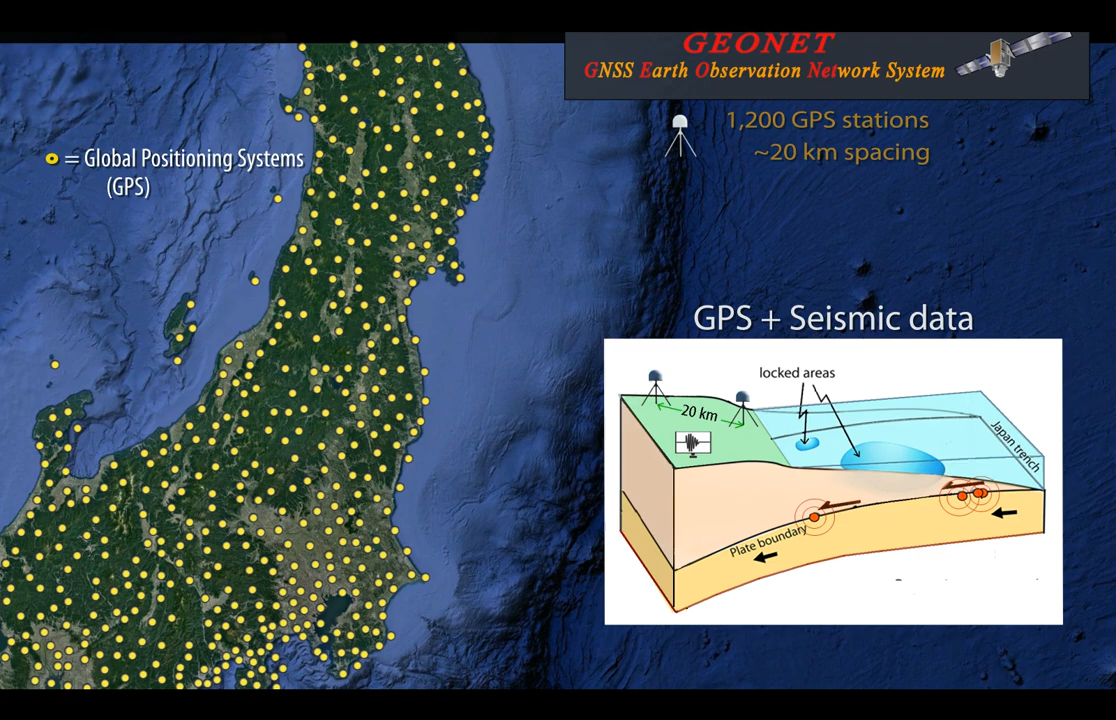 GEONET
GNSS Earth Observation Network System
1,200 GPS stations
~20 km spacing
= Global Positioning Systems
(GPS)
GPS + Seismic data
locked areas
20 km
Japan trench
Plate boundary